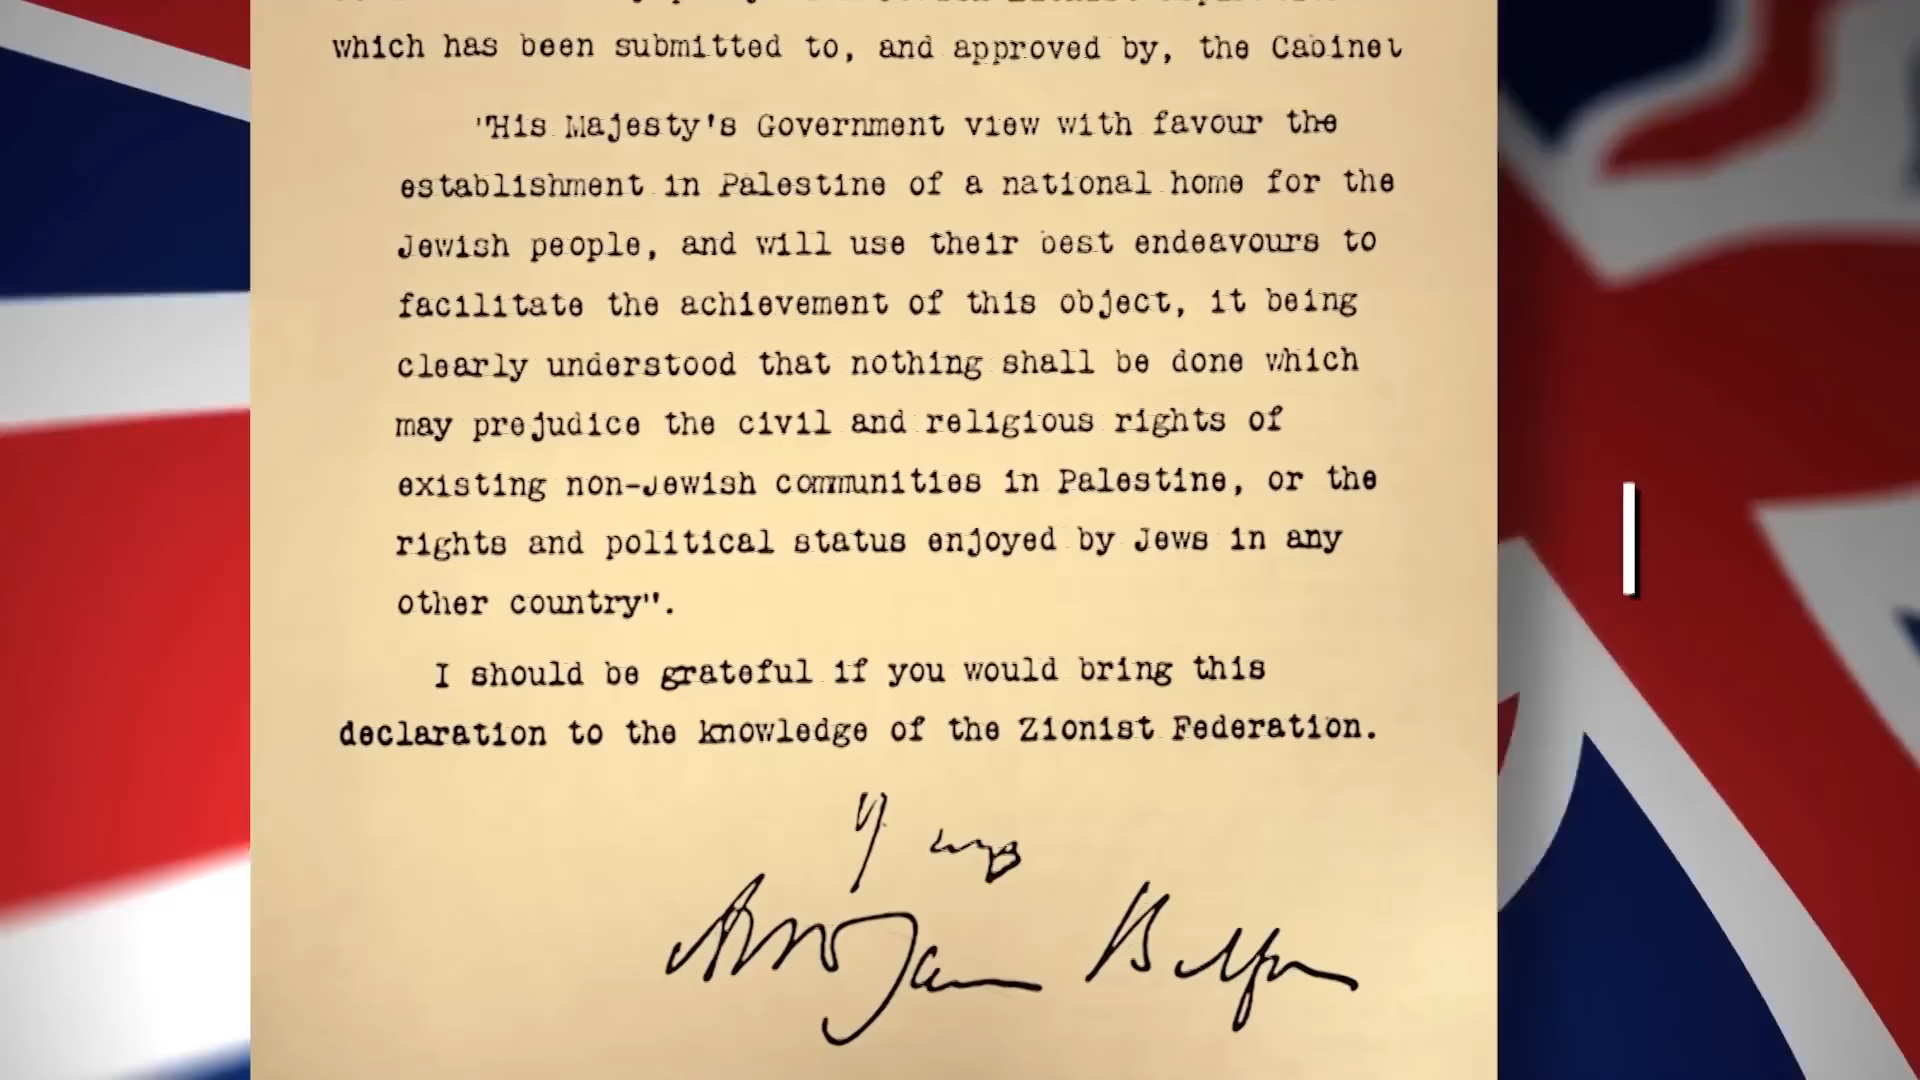 which has been submitted to, and approved by, the Cabinet
"His Majesty's Government view with favour the
establishment in Palestine of a national home for the
Jewish people, and will use their best endeavours to
facilitate the achievement of this object, it being
clearly understood that nothing shall be done which
may prejudice the civil and religious rights of
existing non-Jewish communities in Palestine, or the
rights and political status enjoyed by Jews in any
other country".
I should be grateful if you would bring this
declaration to the knowledge of the Zionist Federation.
Yours
Arthur James Balfour